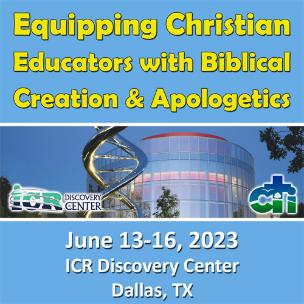 Equipping Christian
Educators with Biblical
Creation & Apologetics
ICR DISCOVERY
CENTER
June 13-16, 2023
ICR Discovery Center
Dallas, TX